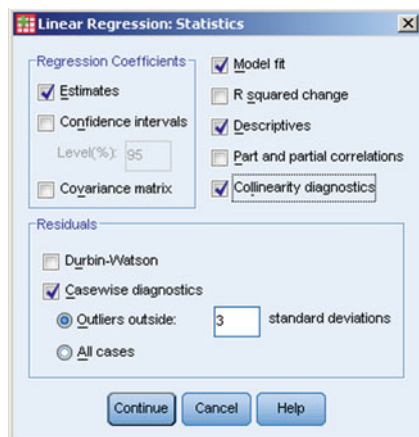 Linear Regression: Statistics
Regression Coefficients
Estimates
Confidence intervals
Level(%): 95
Covariance matrix
Model fit
R squared change
Descriptives
Part and partial correlations
Collinearity diagnostics
Residuals
Durbin-Watson
Casewise diagnostics
Outliers outside: 3 standard deviations
All cases
Continue Cancel Help